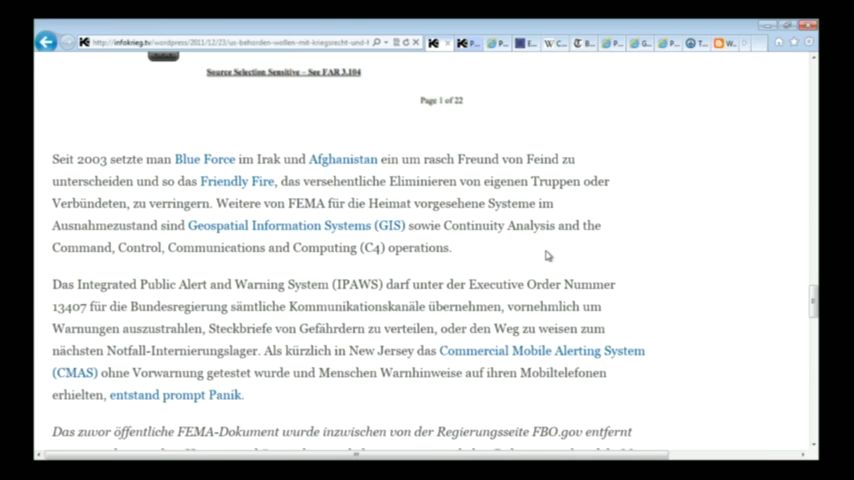 http://infokrieg.tv/wordpress/2011/12/23/us-behorden-wollen-mit-kriegsrecht-und-
Source Selection Sensitive – See FAR 3.104
Page 1 of 22
Seit 2003 setzte man Blue Force im Irak und Afghanistan ein um rasch Freund von Feind zu
unterscheiden und so das Friendly Fire, das versehentliche Eliminieren von eigenen Truppen oder
Verbündeten, zu verringern. Weitere von FEMA für die Heimat vorgesehene Systeme im
Ausnahmezustand sind Geospatial Information Systems (GIS) sowie Continuity Analysis and the
Command, Control, Communications and Computing (C4) operations.
Das Integrated Public Alert and Warning System (IPAWS) darf unter der Executive Order Nummer
13407 für die Bundesregierung sämtliche Kommunikationskanäle übernehmen, vornehmlich um
Warnungen auszustrahlen, Steckbriefe von Gefährdern zu verteilen, oder den Weg zu weisen zum
nächsten Notfall-Internierungslager. Als kürzlich in New Jersey das Commercial Mobile Alerting System
(CMAS) ohne Vorwarnung getestet wurde und Menschen Warnhinweise auf ihren Mobiltelefonen
erhielten, entstand prompt Panik.
Das zuvor öffentliche FEMA-Dokument wurde inzwischen von der Regierungsseite FBO.gov entfernt